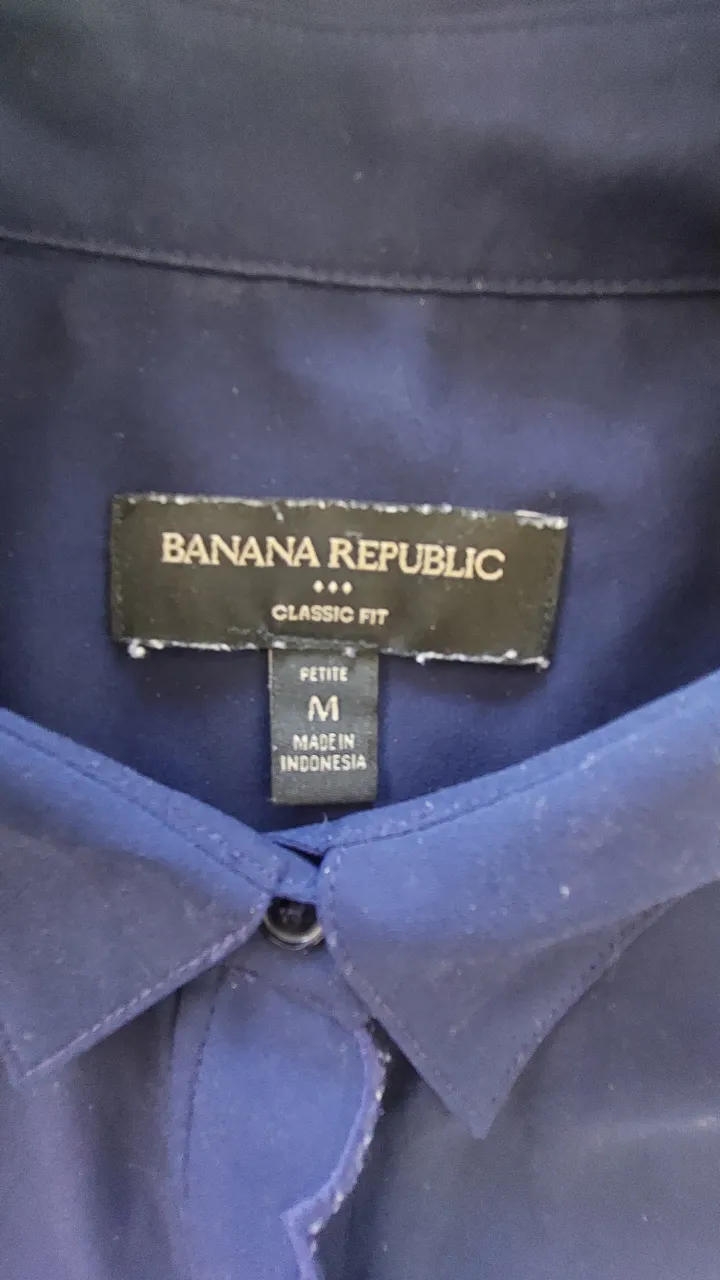 BANANA REPUBLIC
CLASSIC FIT
PETITE
M
MADE IN
INDONESIA